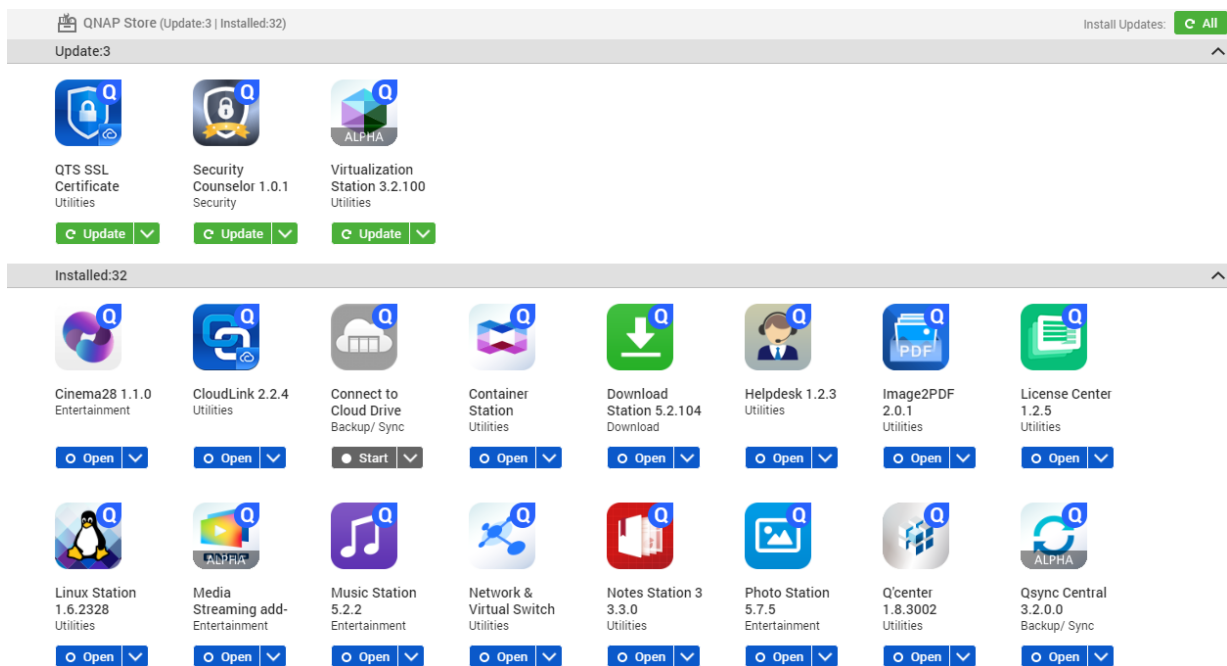 QNAP Store (Update:3 | Installed:32)
Install Updates:
All
Update:3
Q
Q
Q
ALPHA
QTS SSL
Certificate
Utilities
Security
Counselor 1.0.1
Security
Virtualization
Station 3.2.100
Utilities
Update
Update
Update
Installed:32
Q
Q
Q
Q
Q
Q
Q
PDF
Q
Cinema28 1.1.0
Entertainment
CloudLink 2.2.4
Utilities
Connect to
Cloud Drive
Backup/ Sync
Container
Station
Utilities
Download
Station 5.2.104
Download
Helpdesk 1.2.3
Utilities
Image2PDF
2.0.1
Utilities
License Center
1.2.5
Utilities
Open
Open
Start
Open
Open
Open
Open
Open
Q
Q
ALPHA
Q
Q
Q
Q
Q
Q
ALPHA
Linux Station
1.6.2328
Utilities
Media
Streaming add-
Entertainment
Music Station
5.2.2
Entertainment
Network &
Virtual Switch
Utilities
Notes Station 3
3.3.0
Utilities
Photo Station
5.7.5
Entertainment
Q'center
1.8.3002
Utilities
Qsync Central
3.2.0.0
Backup/ Sync
Open
Open
Open
Open
Open
Open
Open
Open